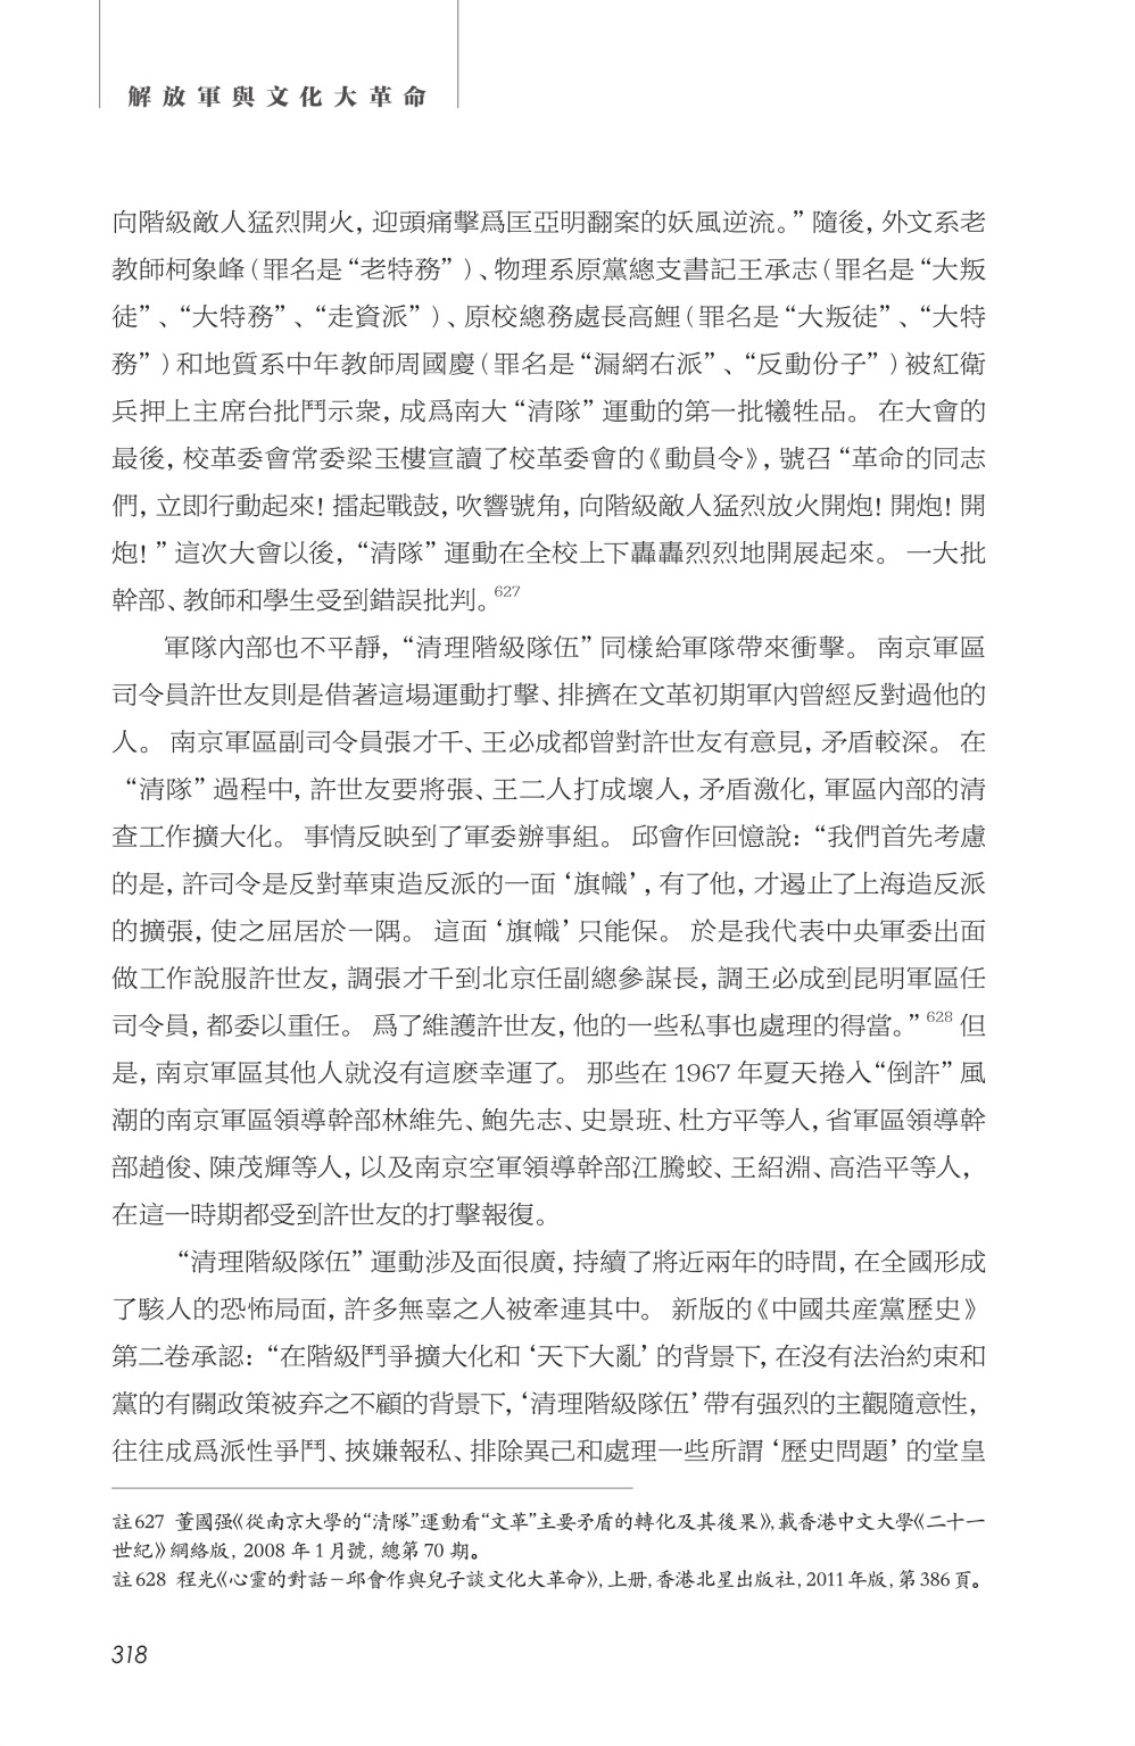 解放軍與文化大革命
向階級敵人猛烈開火，迎頭痛擊爲匡亞明翻案的妖風逆流。”隨後，外文系老
教師柯象峰（罪名是“老特務”）、物理系原黨總支書記王承志（罪名是“大叛
徒”、“大特務”、“走資派”）、原校總務處長高鯉（罪名是“大叛徒”、“大特
務”）和地質系中年教師周國慶（罪名是“漏網右派”、“反動份子”）被紅衛
兵押上主席台批鬥示衆，成爲南大“清隊”運動的第一批犧牲品。在大會的
最後，校革委會常委梁玉樓宣讀了校革委會的《動員令》，號召“革命的同志
們，立即行動起來！擂起戰鼓，吹響號角，向階級敵人猛烈放火開炮！開炮！開
炮！”這次大會以後，“清隊”運動在全校上下轟轟烈烈地開展起來。一大批
幹部、教師和學生受到錯誤批判。627
軍隊內部也不平靜，“清理階級隊伍”同樣給軍隊帶來衝擊。南京軍區
司令員許世友則是借著這場運動打擊、排擠在文革初期軍內曾經反對過他的
人。南京軍區副司令員張才千、王必成都曾對許世友有意見，矛盾較深。在
“清隊”過程中，許世友要將張、王二人打成壞人，矛盾激化，軍區內部的清
查工作擴大化。事情反映到了軍委辦事組。邱會作回憶說：“我們首先考慮
的是，許司令是反對華東造反派的一面‘旗幟’，有了他，才遏止了上海造反派
的擴張，使之屈居於一隅。這面‘旗幟’只能保。於是我代表中央軍委出面
做工作說服許世友，調張才千到北京任副總參謀長，調王必成到昆明軍區任
司令員，都委以重任。爲了維護許世友，他的一些私事也處理的得當。”628 但
是，南京軍區其他人就沒有這麽幸運了。那些在 1967 年夏天捲入“倒許”風
潮的南京軍區領導幹部林維先、鮑先志、史景班、杜方平等人，省軍區領導幹
部趙俊、陳茂輝等人，以及南京空軍領導幹部江騰蛟、王紹淵、高浩平等人，
在這一時期都受到許世友的打擊報復。
“清理階級隊伍”運動涉及面很廣，持續了將近兩年的時間，在全國形成
了駭人的恐怖局面，許多無辜之人被牽連其中。新版的《中國共産黨歷史》
第二卷承認：“在階級鬥爭擴大化和‘天下大亂’的背景下，在沒有法治約束和
黨的有關政策被弃之不顧的背景下，‘清理階級隊伍’帶有强烈的主觀隨意性，
往往成爲派性爭鬥、挾嫌報私、排除異己和處理一些所謂‘歷史問題’的堂皇
註627 董國强《從南京大學的“清隊”運動看“文革”主要矛盾的轉化及其後果》，載香港中文大學《二十一
世紀》網絡版，2008 年 1 月號，總第 70 期。
註628 程光《心靈的對話－邱會作與兒子談文化大革命》，上册，香港北星出版社，2011 年版，第 386 頁。
318